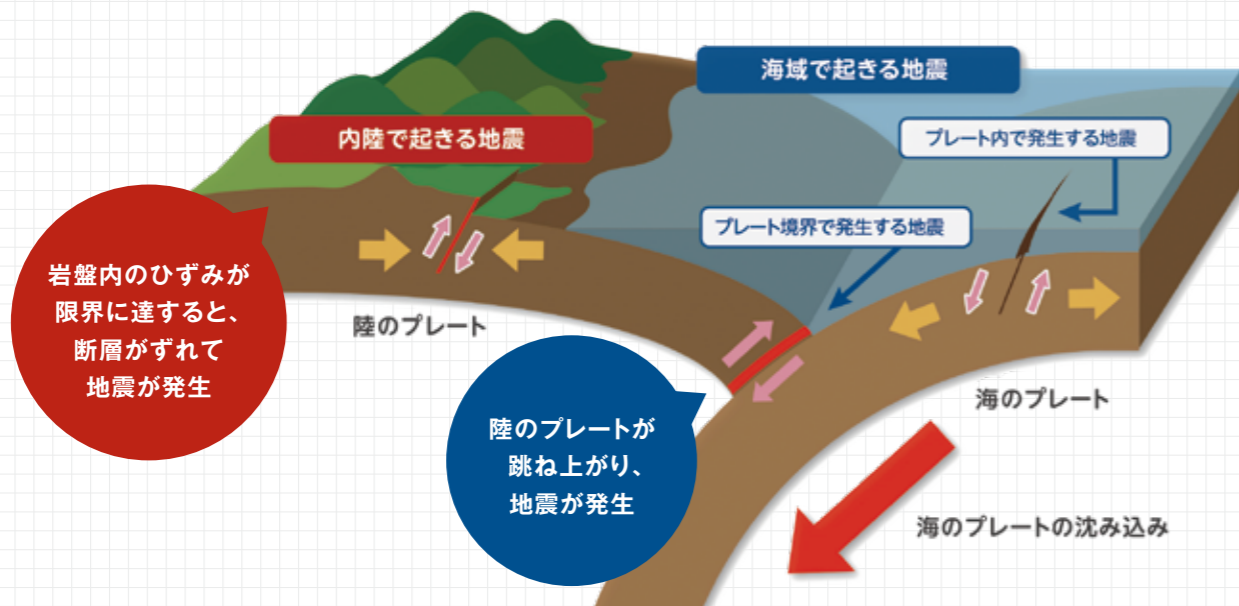 海域で起きる地震
内陸で起きる地震
プレート内で発生する地震
プレート境界で発生する地震
岩盤内のひずみが
限界に達すると、
断層がずれて
地震が発生
陸のプレート
海のプレート
陸のプレートが
跳ね上がり、
地震が発生
海のプレートの沈み込み